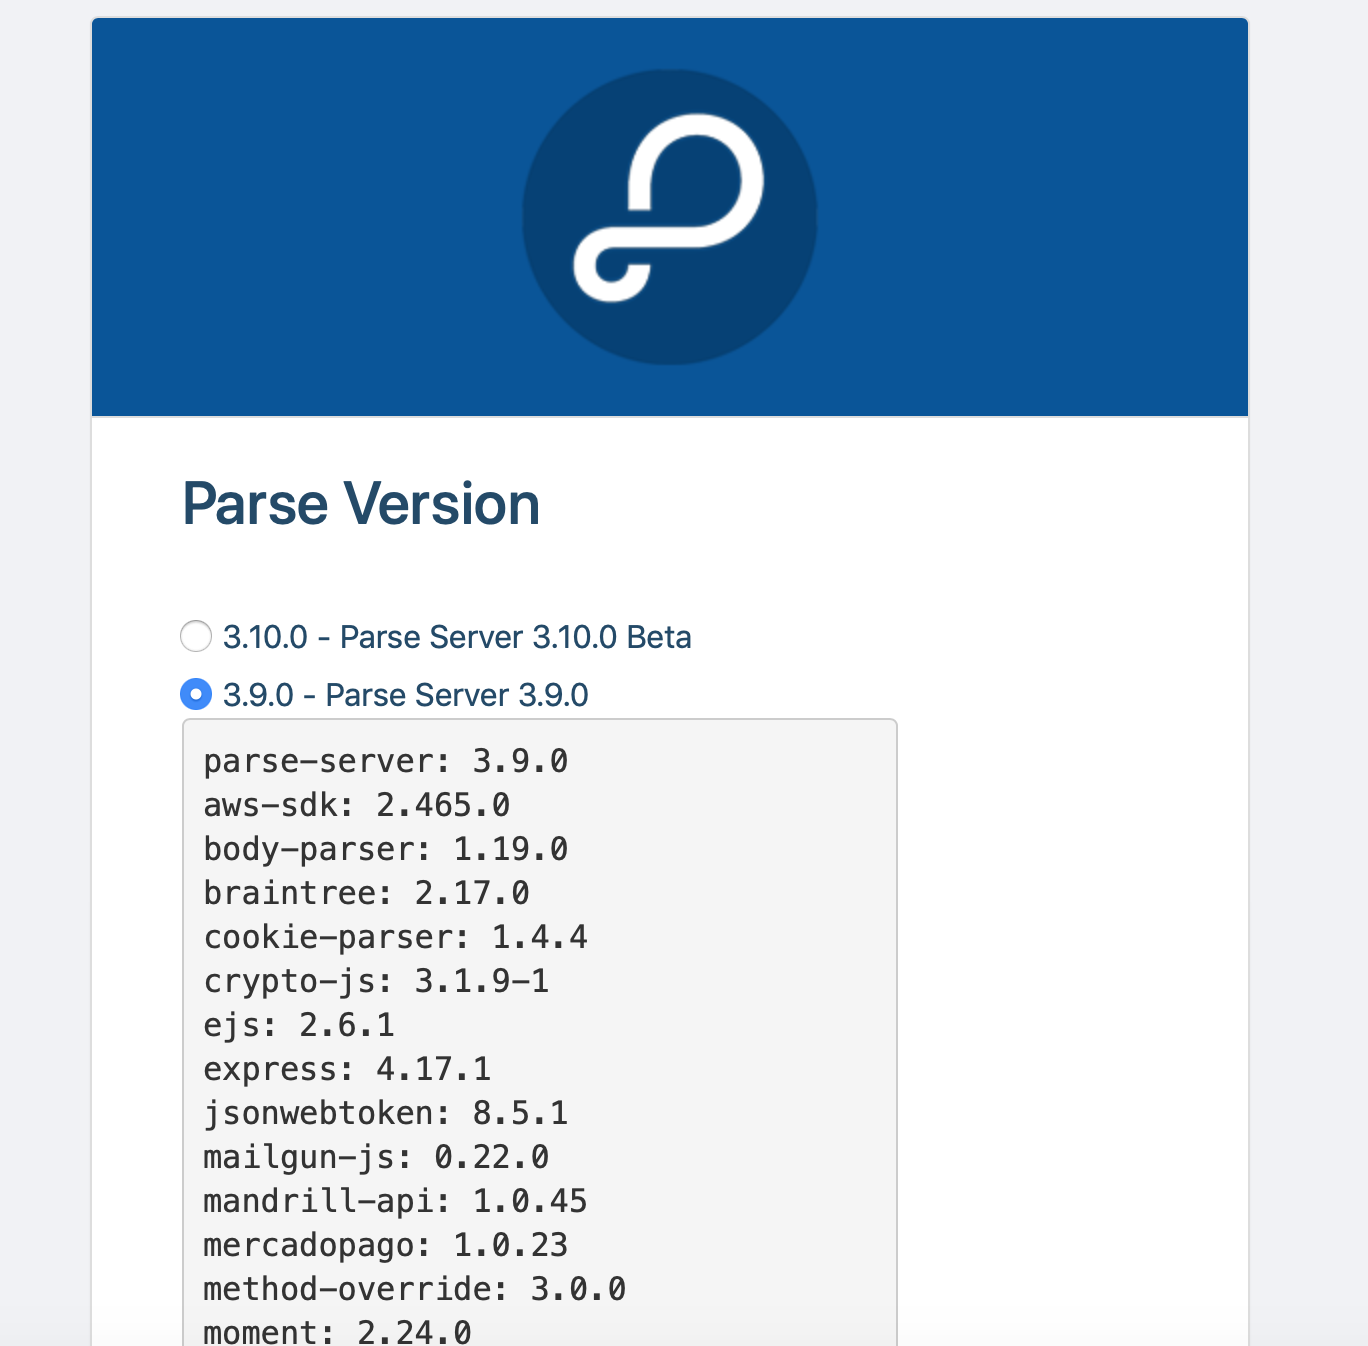 Parse Version
3.10.0 - Parse Server 3.10.0 Beta
3.9.0 - Parse Server 3.9.0
parse-server: 3.9.0
aws-sdk: 2.465.0
body-parser: 1.19.0
braintree: 2.17.0
cookie-parser: 1.4.4
crypto-js: 3.1.9-1
ejs: 2.6.1
express: 4.17.1
jsonwebtoken: 8.5.1
mailgun-js: 0.22.0
mandrill-api: 1.0.45
mercadopago: 1.0.23
method-override: 3.0.0
moment: 2.24.0